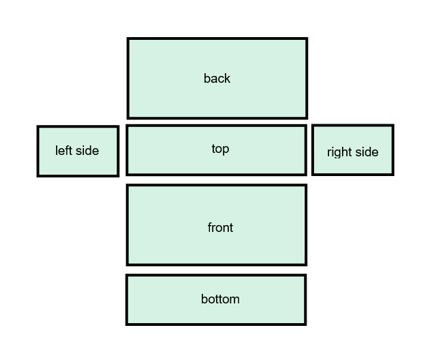 back
left side
top
right side
front
bottom